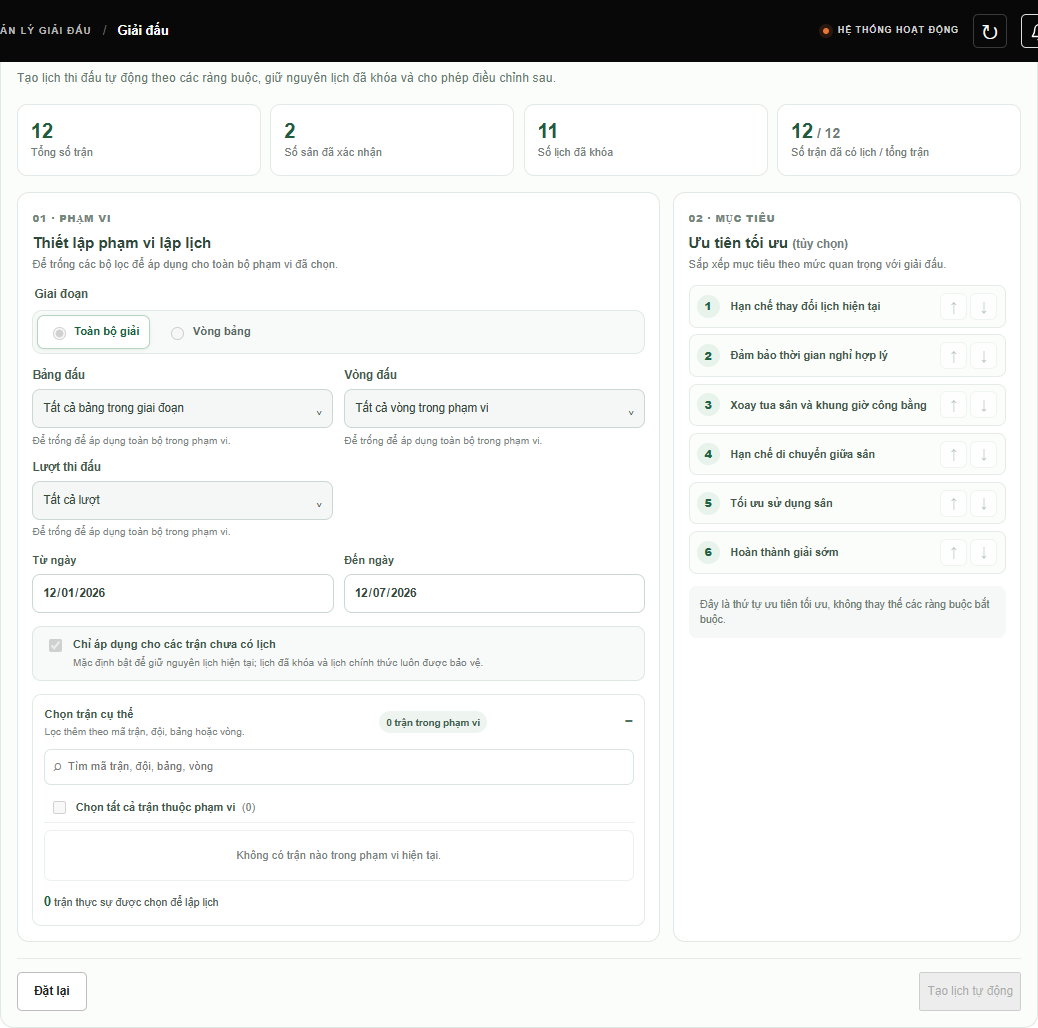 ẢN LÝ GIẢI ĐẤU / Giải đấu
HỆ THỐNG HOẠT ĐỘNG
Tạo lịch thi đấu tự động theo các ràng buộc, giữ nguyên lịch đã khóa và cho phép điều chỉnh sau.
12
Tổng số trận
2
Số sân đã xác nhận
11
Số lịch đã khóa
12 / 12
Số trận đã có lịch / tổng trận
01 · PHẠM VI
Thiết lập phạm vi lập lịch
Để trống các bộ lọc để áp dụng cho toàn bộ phạm vi đã chọn.
Giai đoạn
Toàn bộ giải
Vòng bảng
Bảng đấu
Vòng đấu
Tất cả bảng trong giai đoạn
Tất cả vòng trong phạm vi
Để trống để áp dụng toàn bộ trong phạm vi.
Để trống để áp dụng toàn bộ trong phạm vi.
Lượt thi đấu
Tất cả lượt
Để trống để áp dụng toàn bộ trong phạm vi.
Từ ngày
Đến ngày
12/01/2026
12/07/2026
Chỉ áp dụng cho các trận chưa có lịch
Mặc định bật để giữ nguyên lịch hiện tại; lịch đã khóa và lịch chính thức luôn được bảo vệ.
Chọn trận cụ thể
Lọc thêm theo mã trận, đội, bảng hoặc vòng.
0 trận trong phạm vi
Tìm mã trận, đội, bảng, vòng
Chọn tất cả trận thuộc phạm vi (0)
Không có trận nào trong phạm vi hiện tại.
0 trận thực sự được chọn để lập lịch
02 · MỤC TIÊU
Ưu tiên tối ưu (tùy chọn)
Sắp xếp mục tiêu theo mức quan trọng với giải đấu.
1 Hạn chế thay đổi lịch hiện tại ↑ ↓
2 Đảm bảo thời gian nghỉ hợp lý ↑ ↓
3 Xoay tua sân và khung giờ công bằng ↑ ↓
4 Hạn chế di chuyển giữa sân ↑ ↓
5 Tối ưu sử dụng sân ↑ ↓
6 Hoàn thành giải sớm ↑ ↓
Đây là thứ tự ưu tiên tối ưu, không thay thế các ràng buộc bắt
buộc.
Đặt lại
Tạo lịch tự động